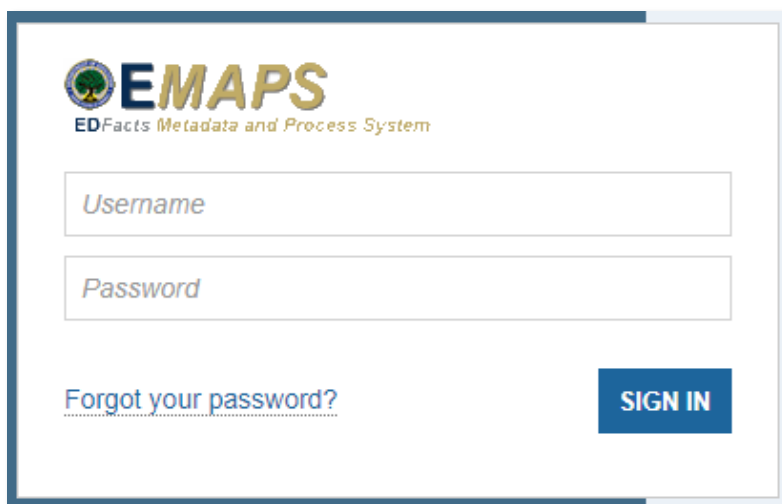 EMAPS
EDFacts Metadata and Process System
Username
Password
Forgot your password?
SIGN IN